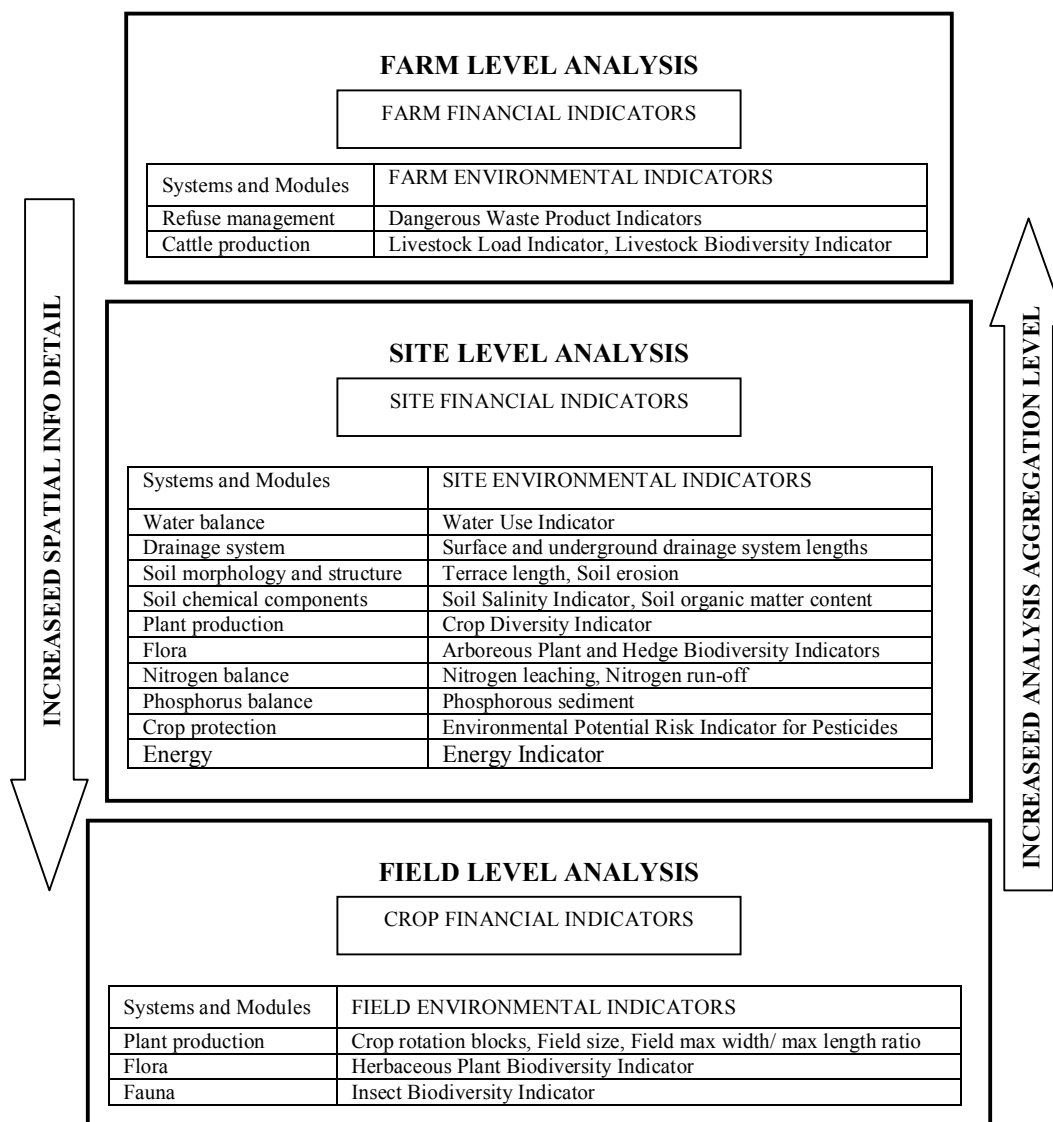 FARM LEVEL ANALYSIS
FARM FINANCIAL INDICATORS
Systems and Modules FARM ENVIRONMENTAL INDICATORS
Refuse management Dangerous Waste Product Indicators
Cattle production Livestock Load Indicator, Livestock Biodiversity Indicator
INCREASEED SPATIAL INFO DETAIL
INCREASEED ANALYSIS AGGREGATION LEVEL
SITE LEVEL ANALYSIS
SITE FINANCIAL INDICATORS
Systems and Modules SITE ENVIRONMENTAL INDICATORS
Water balance Water Use Indicator
Drainage system Surface and underground drainage system lengths
Soil morphology and structure Terrace length, Soil erosion
Soil chemical components Soil Salinity Indicator, Soil organic matter content
Plant production Crop Diversity Indicator
Flora Arboreous Plant and Hedge Biodiversity Indicators
Nitrogen balance Nitrogen leaching, Nitrogen run-off
Phosphorus balance Phosphorous sediment
Crop protection Environmental Potential Risk Indicator for Pesticides
Energy Energy Indicator
FIELD LEVEL ANALYSIS
CROP FINANCIAL INDICATORS
Systems and Modules FIELD ENVIRONMENTAL INDICATORS
Plant production Crop rotation blocks, Field size, Field max width/ max length ratio
Flora Herbaceous Plant Biodiversity Indicator
Fauna Insect Biodiversity Indicator